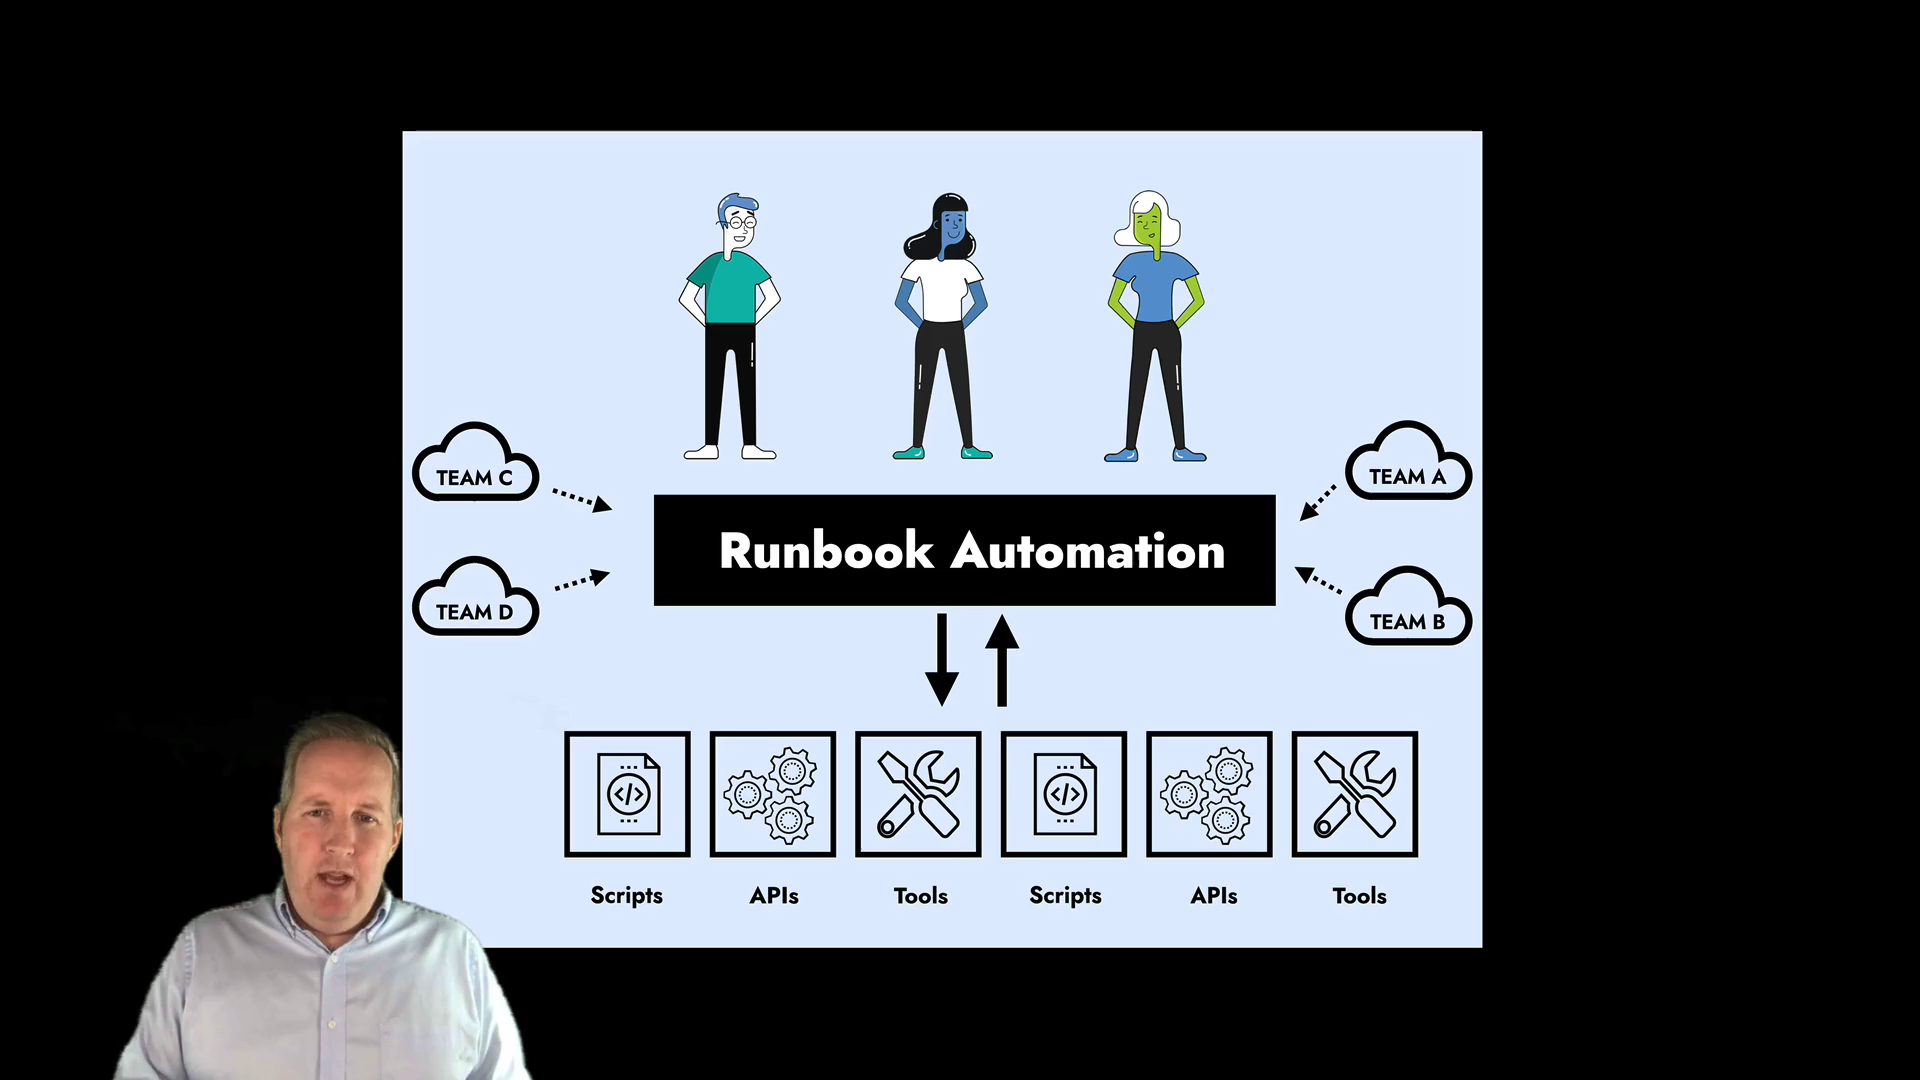 TEAM C
TEAM A
Runbook Automation
TEAM D
TEAM B
Scripts
APIs
Tools
Scripts
APIs
Tools